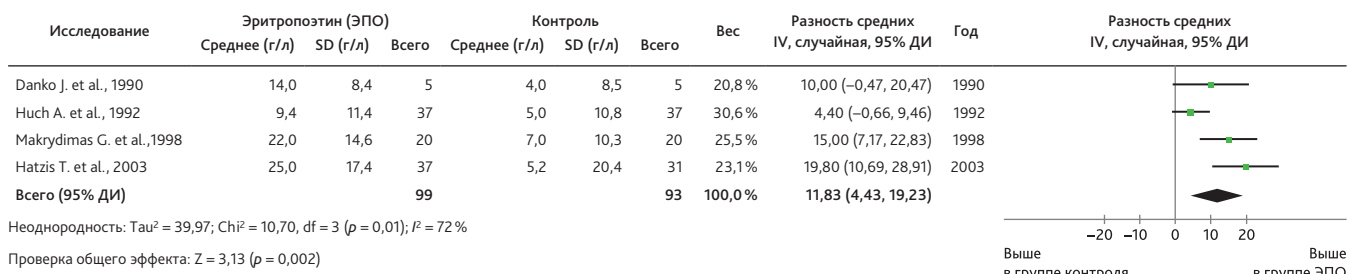 Исследование Эритропоэтин (ЭПО) Контроль Вес Разность средних IV, случайная, 95% ДИ Год Разность средних IV, случайная, 95% ДИ
Среднее (г/л) SD (г/л) Всего Среднее (г/л) SD (г/л) Всего
Danko J. et al., 1990 14,0 8,4 5 4,0 8,5 5 20,8 % 10,00 (–0,47, 20,47) 1990
Huch A. et al., 1992 9,4 11,4 37 5,0 10,8 37 30,6 % 4,40 (–0,66, 9,46) 1992
Makrydimas G. et al.,1998 22,0 14,6 20 7,0 10,3 20 25,5 % 15,00 (7,17, 22,83) 1998
Hatzis T. et al., 2003 25,0 17,4 37 5,2 20,4 31 23,1 % 19,80 (10,69, 28,91) 2003
Всего (95% ДИ) 99 93 100,0 % 11,83 (4,43, 19,23)
Неоднородность: Tau² = 39,97; Chi² = 10,70, df = 3 (p = 0,01); I² = 72 %
Проверка общего эффекта: Z = 3,13 (p = 0,002)
–20 –10 0 10 20
Выше в группе контроля
Выше в группе ЭПО